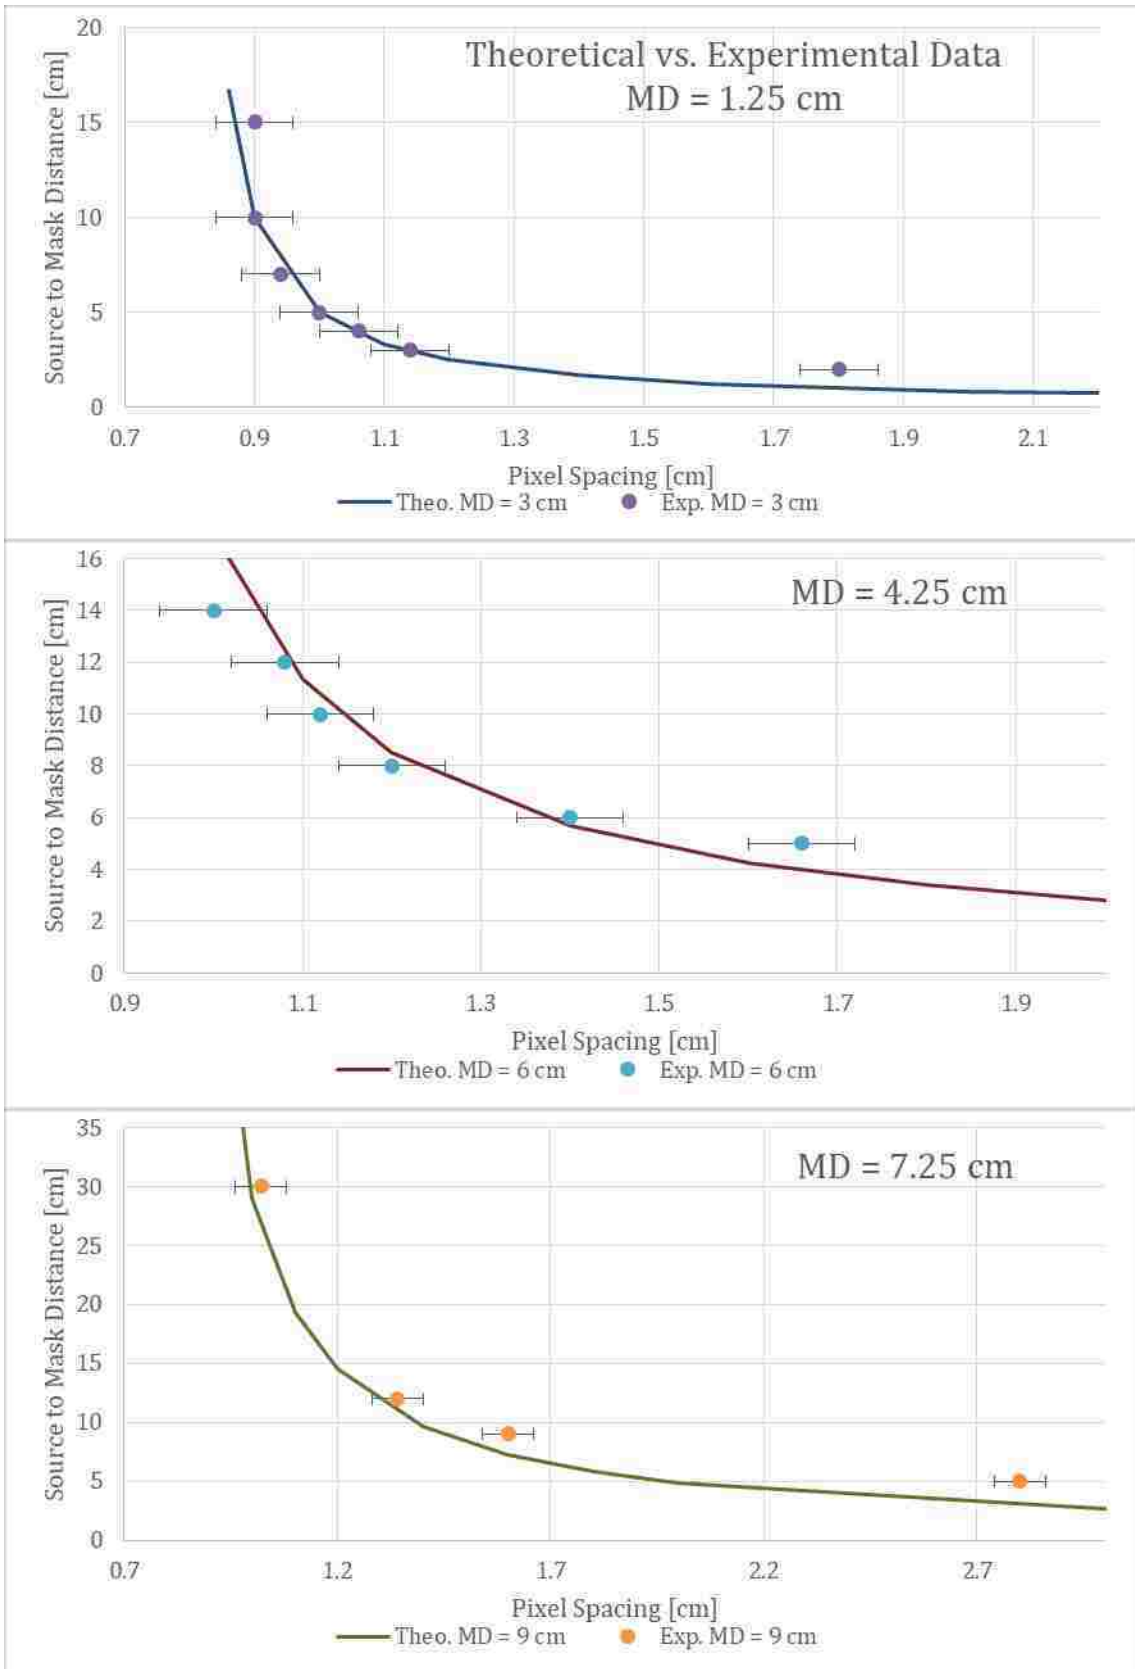 Theoretical vs. Experimental Data
MD = 1.25 cm
Source to Mask Distance [cm]
20
15
10
5
0
0.7 0.9 1.1 1.3 1.5 1.7 1.9 2.1
Pixel Spacing [cm]
Theo. MD = 3 cm Exp. MD = 3 cm
MD = 4.25 cm
Source to Mask Distance [cm]
16
14
12
10
8
6
4
2
0
0.9 1.1 1.3 1.5 1.7 1.9
Pixel Spacing [cm]
Theo. MD = 6 cm Exp. MD = 6 cm
MD = 7.25 cm
Source to Mask Distance [cm]
35
30
25
20
15
10
5
0
0.7 1.2 1.7 2.2 2.7
Pixel Spacing [cm]
Theo. MD = 9 cm Exp. MD = 9 cm